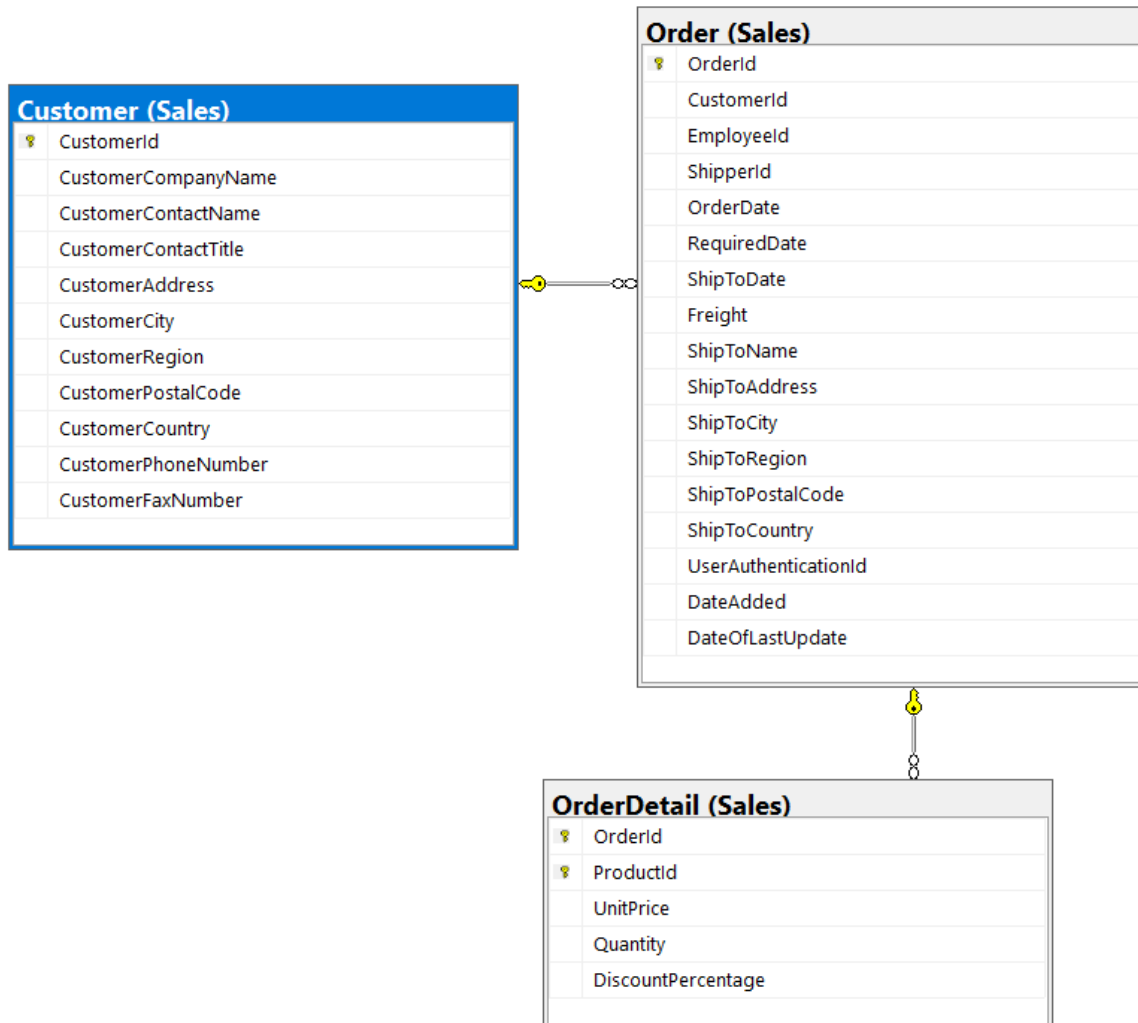 Customer (Sales)
CustomerId
CustomerCompanyName
CustomerContactName
CustomerContactTitle
CustomerAddress
CustomerCity
CustomerRegion
CustomerPostalCode
CustomerCountry
CustomerPhoneNumber
CustomerFaxNumber
Order (Sales)
OrderId
CustomerId
EmployeeId
ShipperId
OrderDate
RequiredDate
ShipToDate
Freight
ShipToName
ShipToAddress
ShipToCity
ShipToRegion
ShipToPostalCode
ShipToCountry
UserAuthenticationId
DateAdded
DateOfLastUpdate
OrderDetail (Sales)
OrderId
ProductId
UnitPrice
Quantity
DiscountPercentage